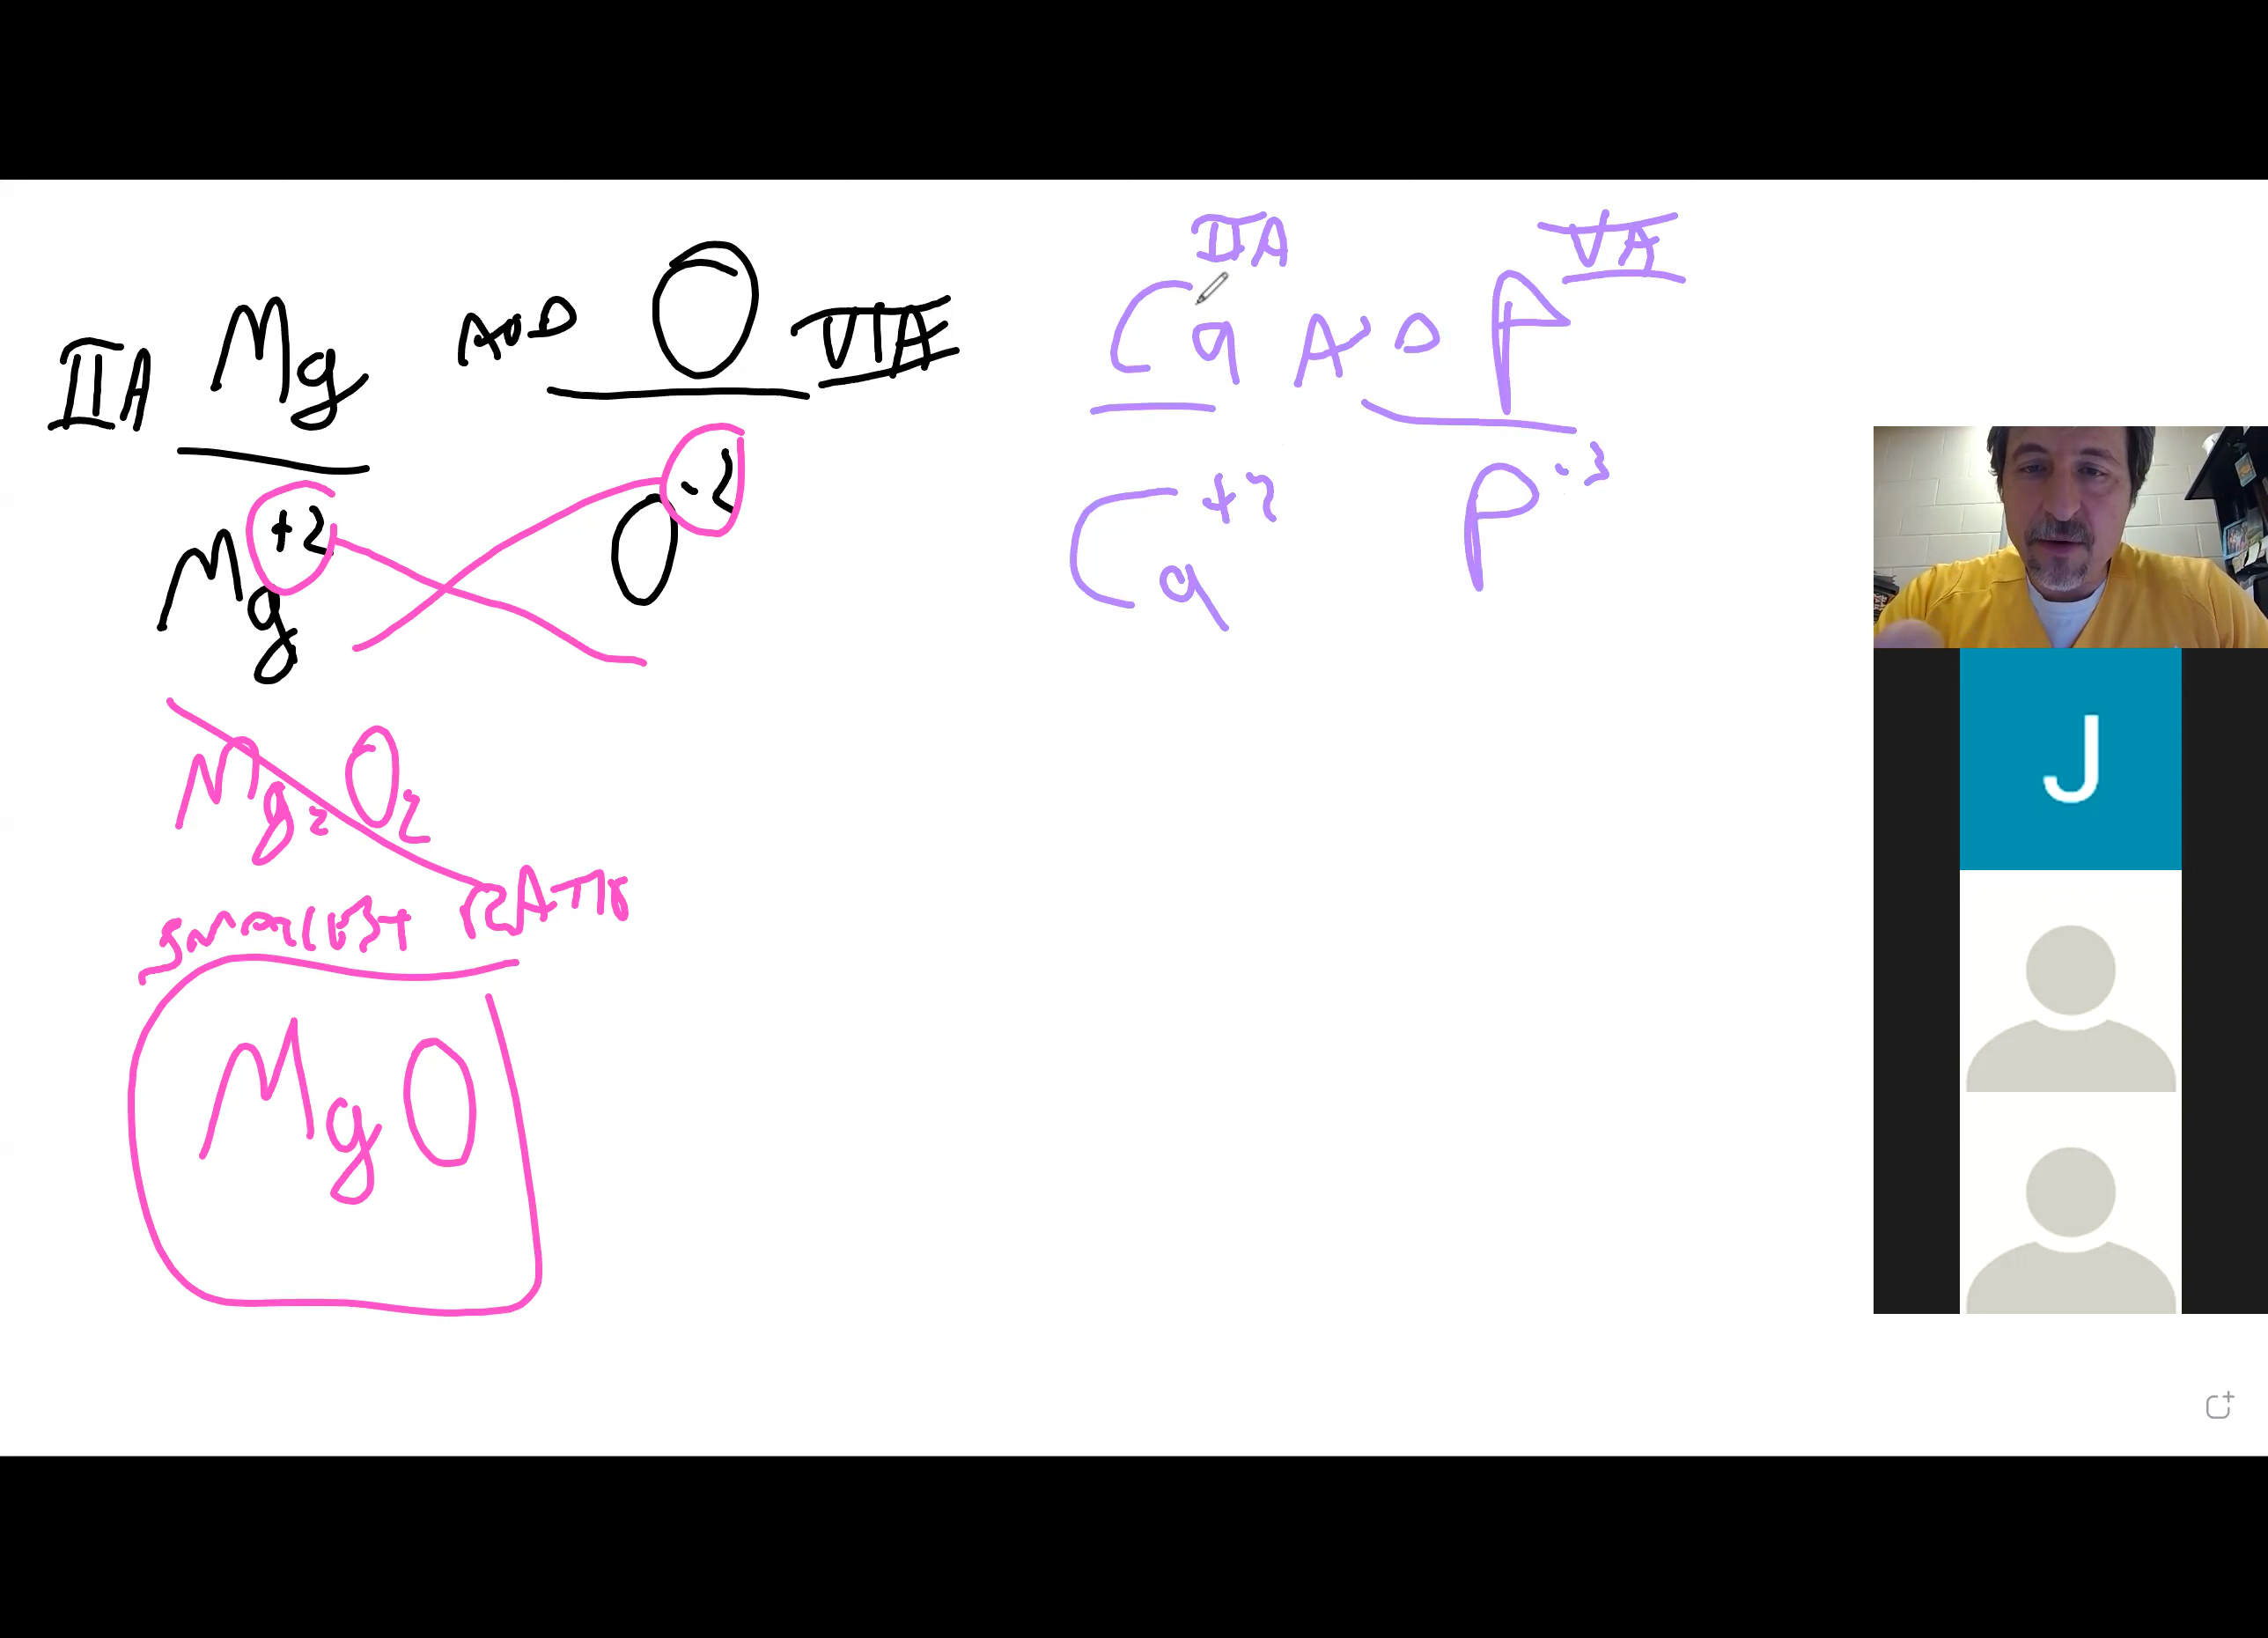 IIA Mg AND O VIA
Mg+2 O-2
Mg2O2
smallest RATIO
MgO
IIA VA
Ca AND P
Ca+2 P-3
J